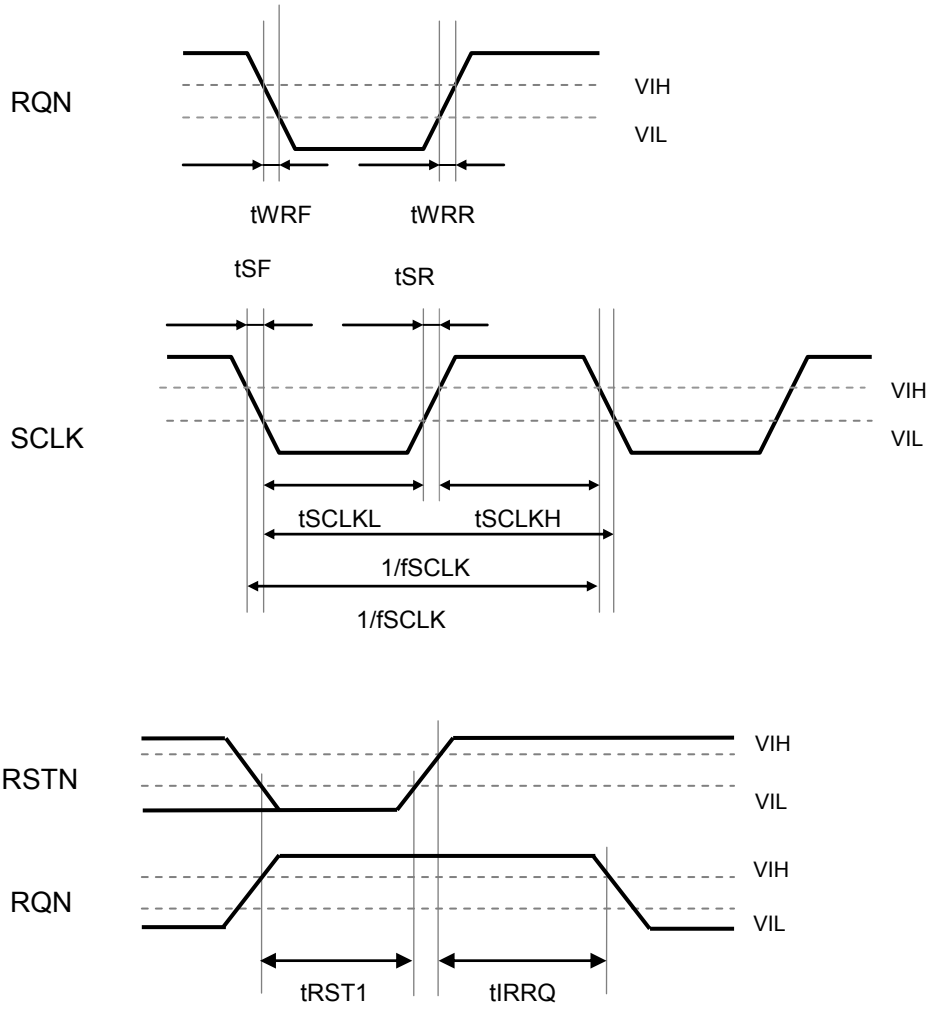 RQN
VIH
VIL
tWRF
tWRR
tSF
tSR
SCLK
VIH
VIL
tSCLKL
tSCLKH
1/fSCLK
1/fSCLK
RSTN
VIH
VIL
RQN
VIH
VIL
tRST1
tIRRQ